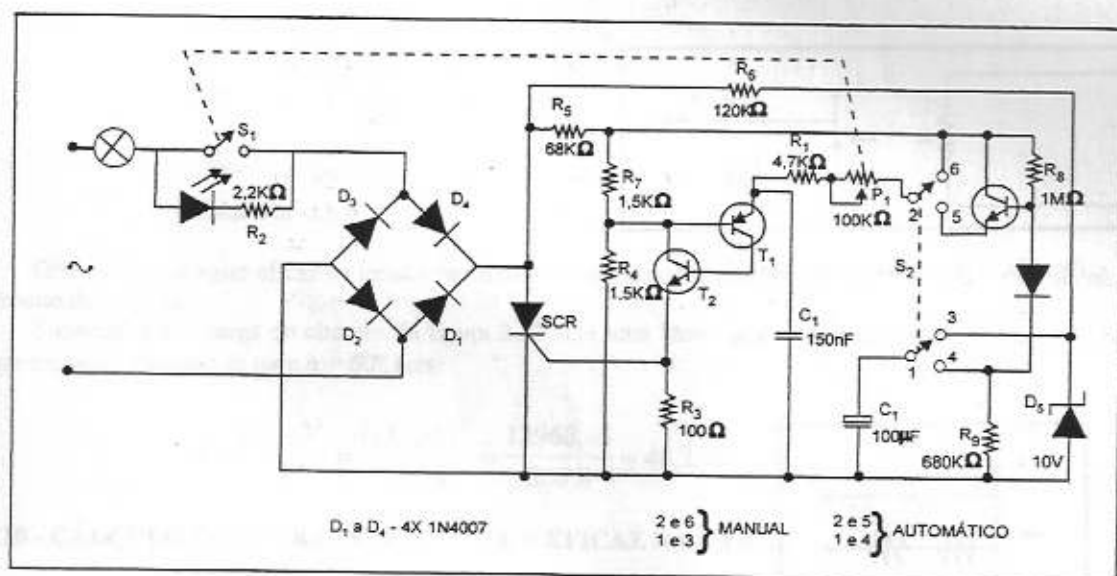 S₁
2,2KΩ
R₂
D₃
D₄
D₂
D₁
R₅
68KΩ
R₆
120KΩ
R₇
1,5KΩ
R₄
1,5KΩ
T₂
T₁
SCR
R₃
100Ω
R₁
4,7KΩ
P₁
100KΩ
C₁
150nF
2
6
5
S₂
3
4
1
R₈
1MΩ
C₁
100µF
R₉
680KΩ
D₅
10V
D₁ a D₄ - 4X 1N4007
2 e 6
1 e 3
MANUAL
2 e 5
1 e 4
AUTOMÁTICO